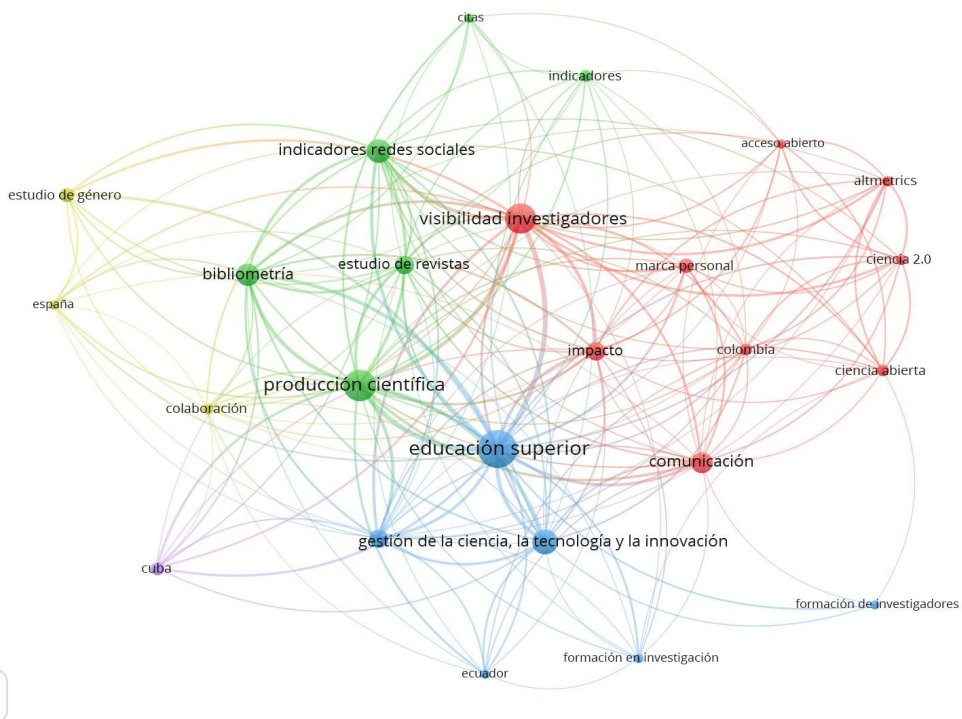 citas
indicadores
acceso abierto
indicadores redes sociales
altmetrics
estudio de género
visibilidad investigadores
ciencia 2.0
estudio de revistas
marca personal
bibliometría
españa
impacto
colombia
ciencia abierta
producción científica
colaboración
educación superior
comunicación
gestión de la ciencia, la tecnología y la innovación
cuba
formación de investigadores
formación en investigación
ecuador